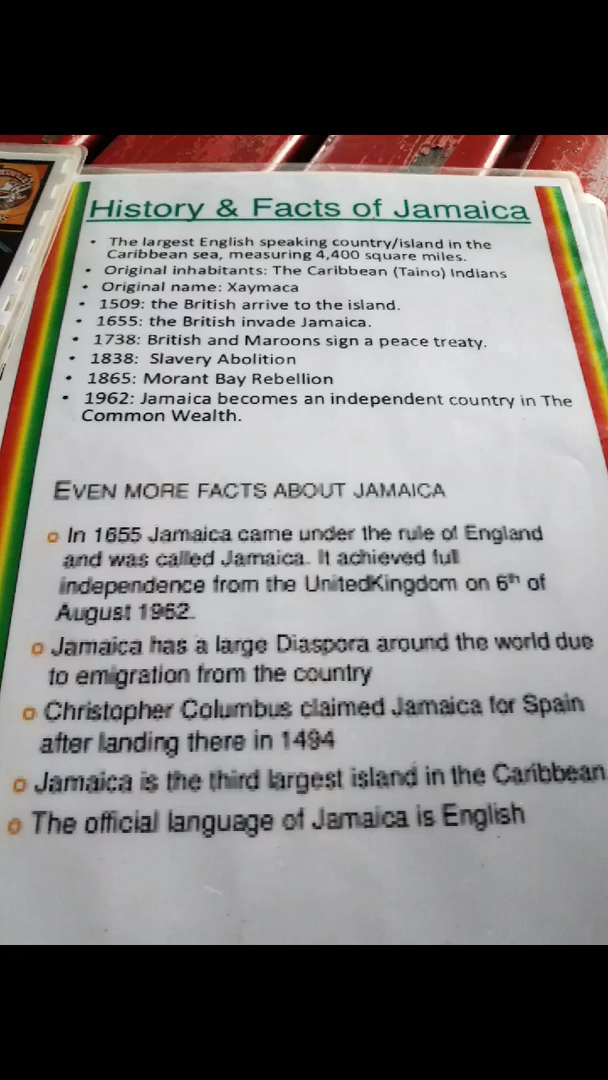 History & Facts of Jamaica
• The largest English speaking country/island in the
Caribbean sea, measuring 4,400 square miles.
• Original inhabitants: The Caribbean (Taino) Indians
• Original name: Xaymaca
• 1509: the British arrive to the island.
• 1655: the British invade Jamaica.
• 1738: British and Maroons sign a peace treaty.
• 1838: Slavery Abolition
• 1865: Morant Bay Rebellion
• 1962: Jamaica becomes an independent country in The
Common Wealth.
EVEN MORE FACTS ABOUT JAMAICA
In 1655 Jamaica came under the rule of England
and was called Jamaica. It achieved full
independence from the UnitedKingdom on 6th of
August 1962.
Jamaica has a large Diaspora around the world due
to emigration from the country
Christopher Columbus claimed Jamaica for Spain
after landing there in 1494
Jamaica is the third largest island in the Caribbean
The official language of Jamaica is English